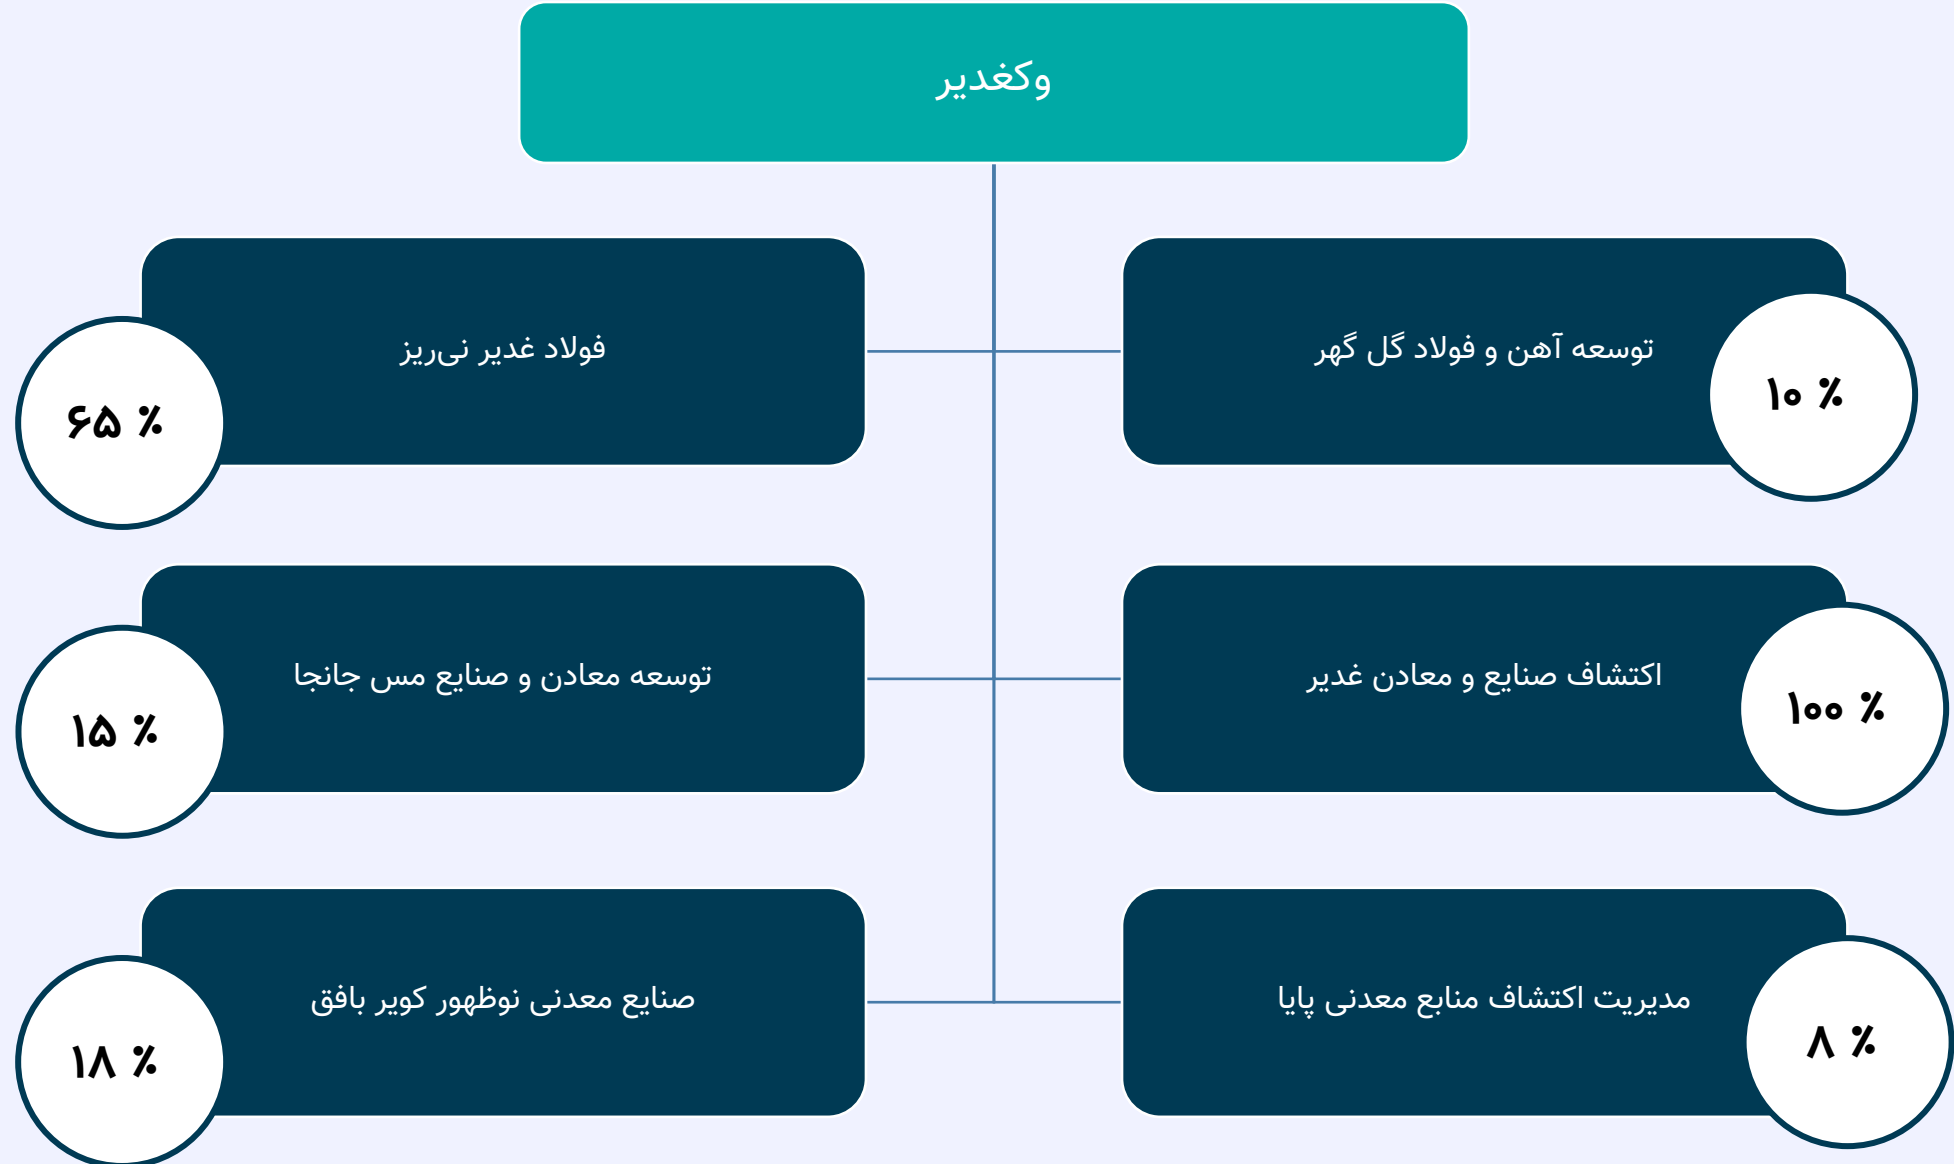 وکغدیر
توسعه آهن و فولاد گل گهر
۱۰ %
فولاد غدیر نی‌ریز
۶۵ %
اکتشاف صنایع و معادن غدیر
۱۰۰ %
توسعه معادن و صنایع مس جانجا
۱۵ %
مدیریت اکتشاف منابع معدنی پایا
۸ %
صنایع معدنی نوظهور کویر بافق
۱۸ %